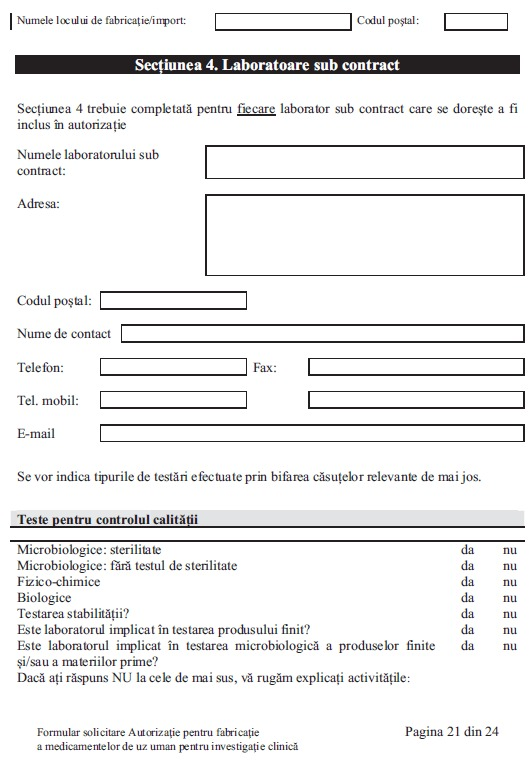 Numele locului de fabricație/import: Codul poștal:
Secțiunea 4. Laboratoare sub contract
Secțiunea 4 trebuie completată pentru fiecare laborator sub contract care se dorește a fi
inclus în autorizație
Numele laboratorului sub
contract:
Adresa:
Codul poștal:
Nume de contact
Telefon: Fax:
Tel. mobil:
E-mail
Se vor indica tipurile de testări efectuate prin bifarea căsuțelor relevante de mai jos.
Teste pentru controlul calității
Microbiologice: sterilitate da nu
Microbiologice: fără testul de sterilitate da nu
Fizico-chimice da nu
Biologice da nu
Testarea stabilității? da nu
Este laboratorul implicat în testarea produsului finit? da nu
Este laboratorul implicat în testarea microbiologică a produselor finite da nu
și/sau a materiilor prime?
Dacă ați răspuns NU la cele de mai sus, vă rugăm explicați activitățile:
Formular solicitare Autorizație pentru fabricație Pagina 21 din 24
a medicamentelor de uz uman pentru investigație clinică